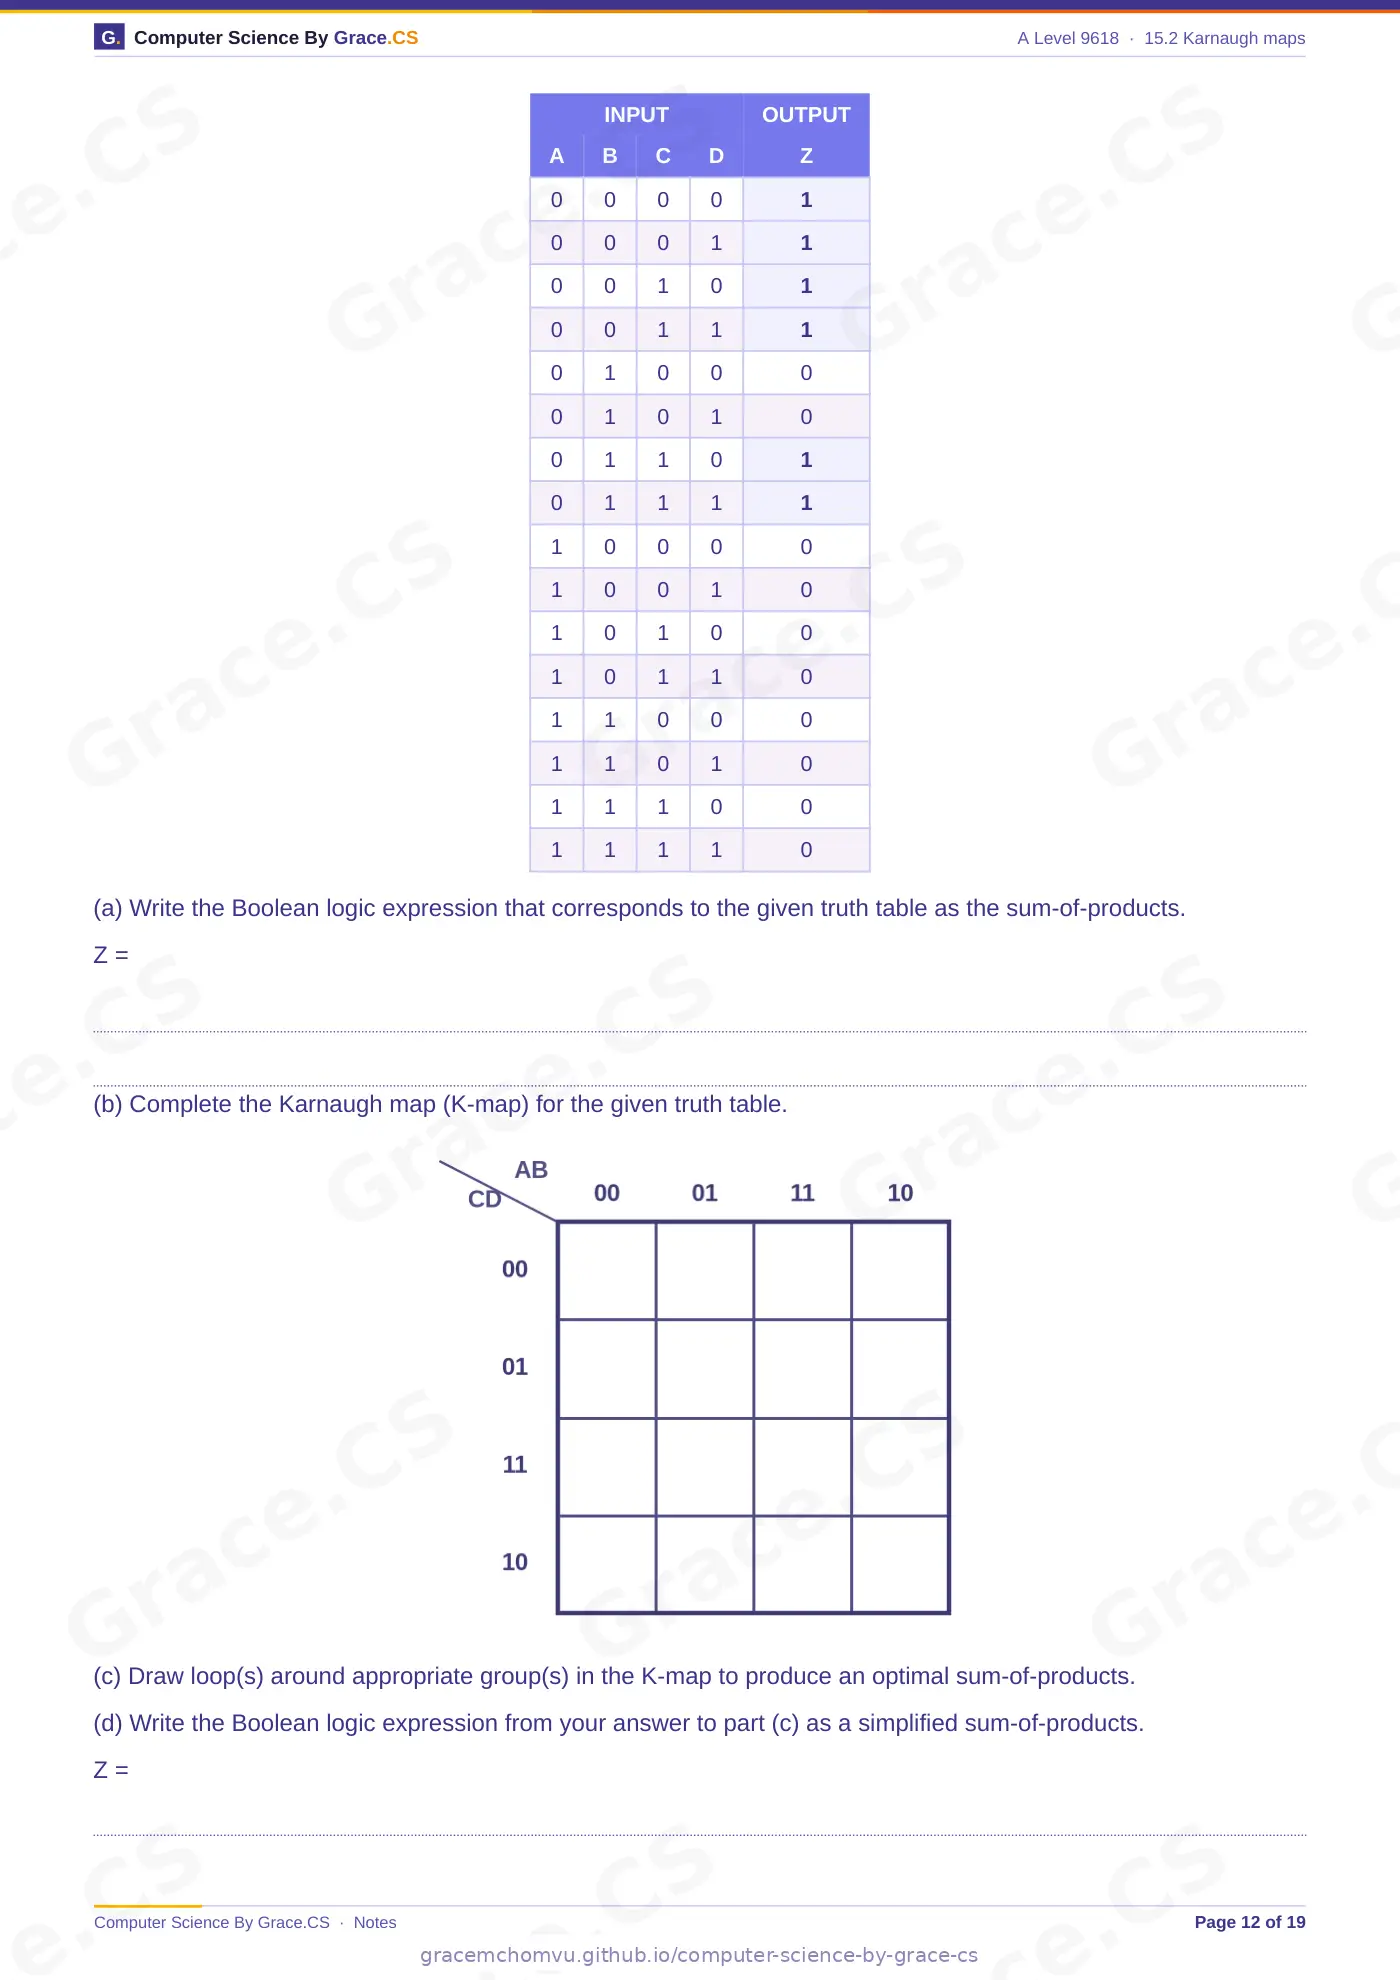 G. Computer Science By Grace.CS
A Level 9618 · 15.2 Karnaugh maps
INPUT OUTPUT
A B C D Z
0 0 0 0 1
0 0 0 1 1
0 0 1 0 1
0 0 1 1 1
0 1 0 0 0
0 1 0 1 0
0 1 1 0 1
0 1 1 1 1
1 0 0 0 0
1 0 0 1 0
1 0 1 0 0
1 0 1 1 0
1 1 0 0 0
1 1 0 1 0
1 1 1 0 0
1 1 1 1 0
(a) Write the Boolean logic expression that corresponds to the given truth table as the sum-of-products.
Z =
(b) Complete the Karnaugh map (K-map) for the given truth table.
AB
CD
00 01 11 10
00
01
11
10
(c) Draw loop(s) around appropriate group(s) in the K-map to produce an optimal sum-of-products.
(d) Write the Boolean logic expression from your answer to part (c) as a simplified sum-of-products.
Z =
Computer Science By Grace.CS · Notes
Page 12 of 19
gracemchomvu.github.io/computer-science-by-grace-cs